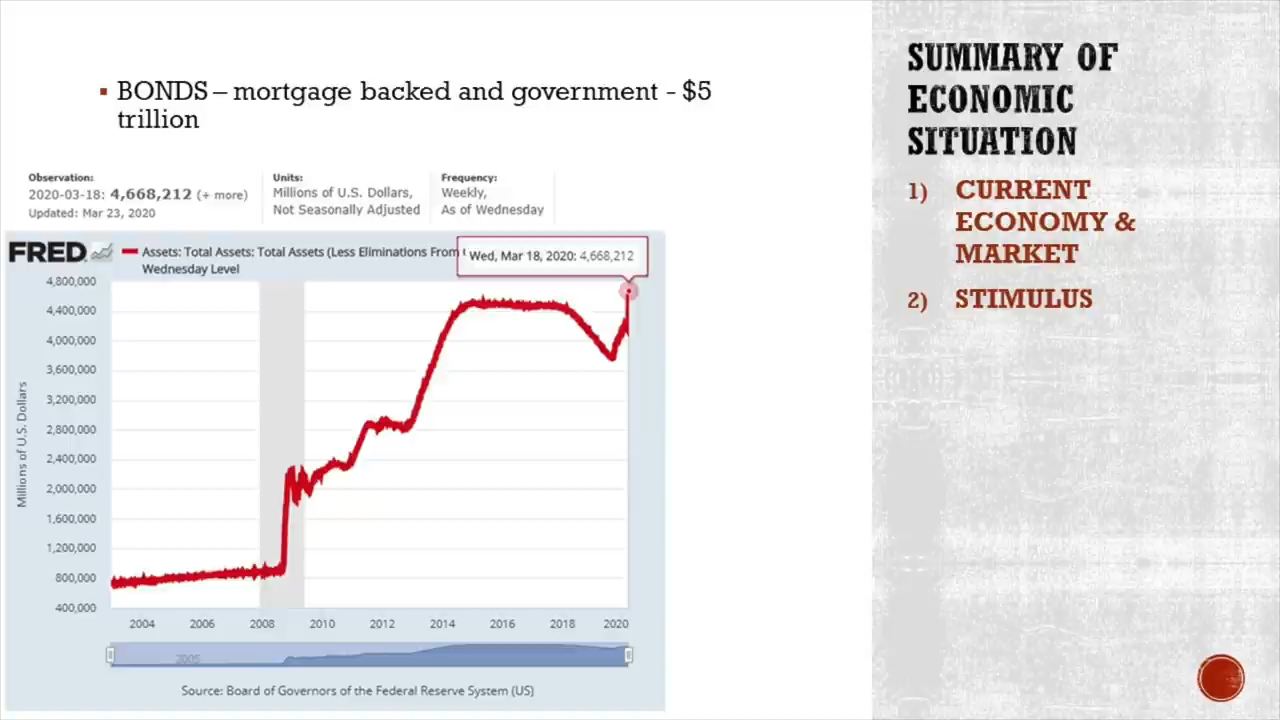 BONDS – mortgage backed and government - $5
trillion
SUMMARY OF
ECONOMIC
SITUATION
1) CURRENT
ECONOMY &
MARKET
2) STIMULUS
Observation:
2020-03-18: 4,668,212 (+ more)
Updated: Mar 23, 2020
Units:
Millions of U.S. Dollars,
Not Seasonally Adjusted
Frequency:
Weekly,
As of Wednesday
FRED
Assets: Total Assets: Total Assets (Less Eliminations From
Wednesday Level
Wed, Mar 18, 2020: 4,668,212
Millions of U.S. Dollars
4,800,000
4,400,000
4,000,000
3,600,000
3,200,000
2,800,000
2,400,000
2,000,000
1,600,000
1,200,000
800,000
400,000
2004 2006 2008 2010 2012 2014 2016 2018 2020
2005
Source: Board of Governors of the Federal Reserve System (US)